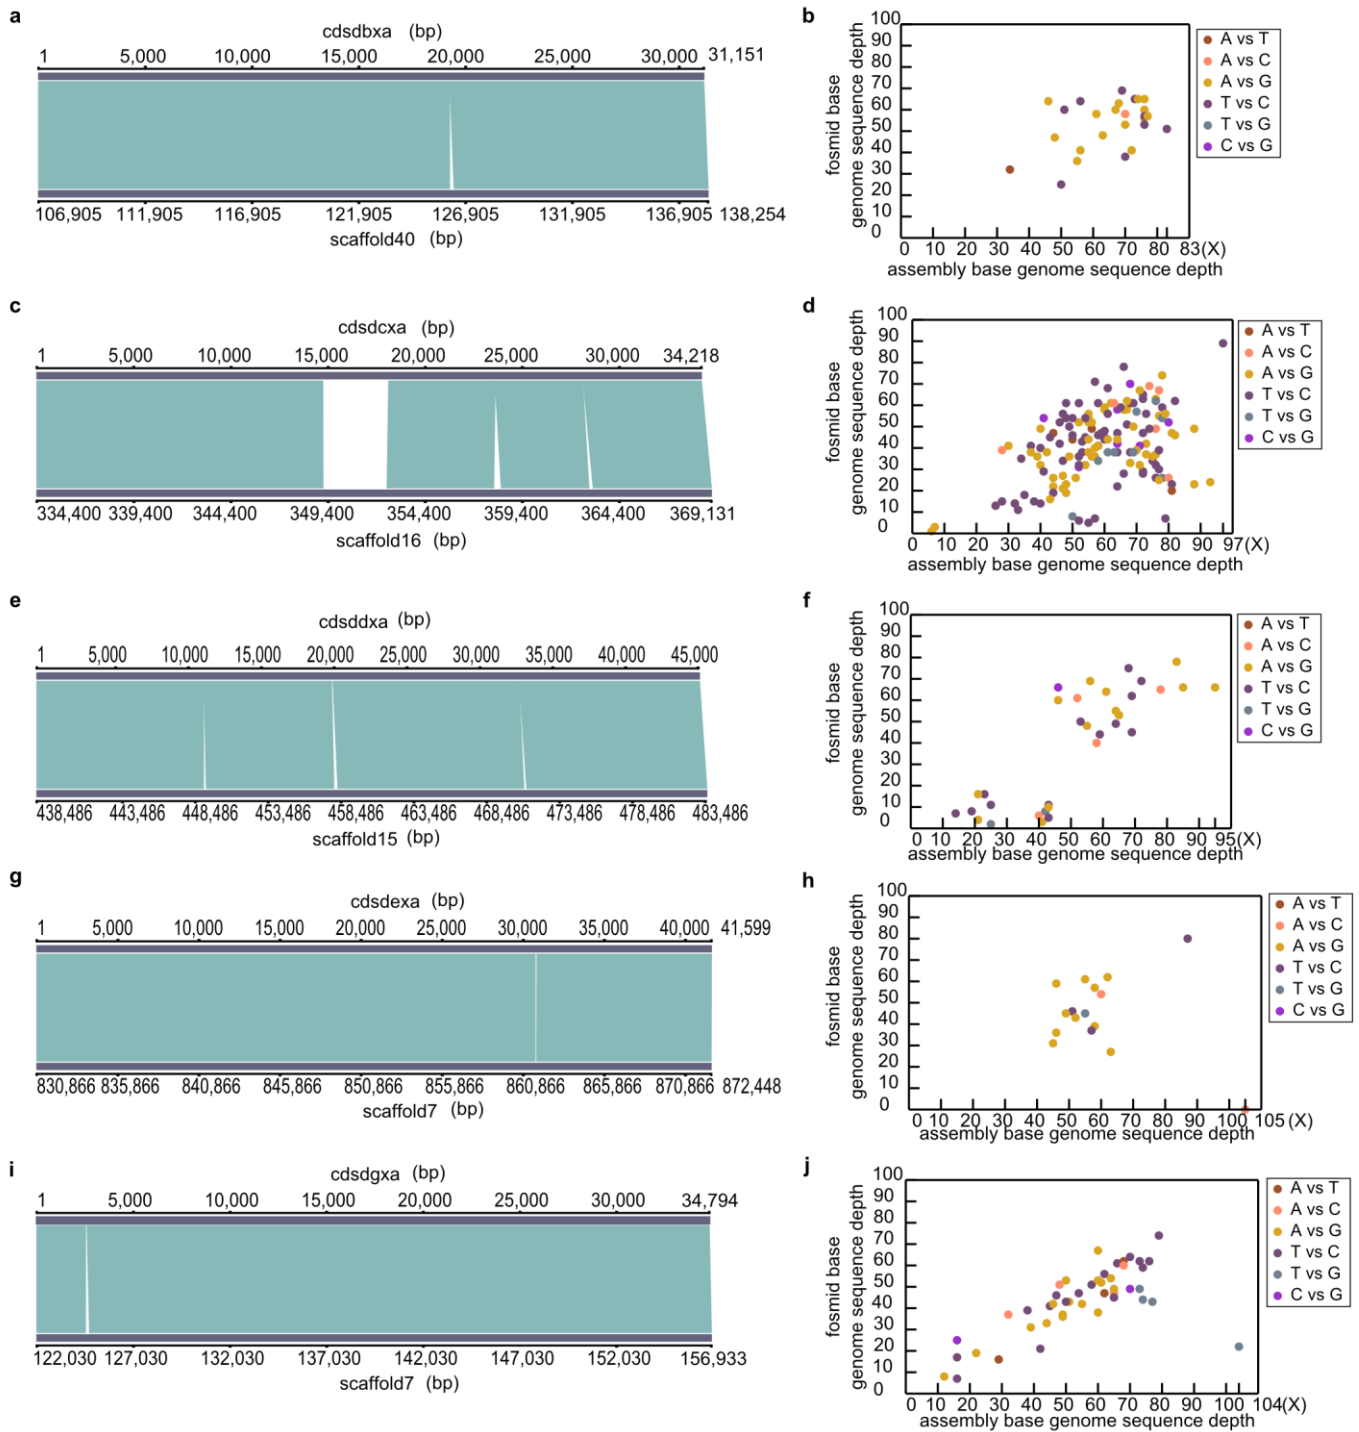 a
cdsdbxa (bp)
1 5,000 10,000 15,000 20,000 25,000 30,000 31,151
106,905 111,905 116,905 121,905 126,905 131,905 136,905 138,254
scaffold40 (bp)
b
fosmid base
genome sequence depth
100
90
80
70
60
50
40
30
20
10
0
0 10 20 30 40 50 60 70 80 83(X)
assembly base genome sequence depth
A vs T
A vs C
A vs G
T vs C
T vs G
C vs G
c
cdsdcxa (bp)
1 5,000 10,000 15,000 20,000 25,000 30,000 34,218
334,400 339,400 344,400 349,400 354,400 359,400 364,400 369,131
scaffold16 (bp)
d
fosmid base
genome sequence depth
100
90
80
70
60
50
40
30
20
10
0
0 10 20 30 40 50 60 70 80 90 97(X)
assembly base genome sequence depth
A vs T
A vs C
A vs G
T vs C
T vs G
C vs G
e
cdsddxa (bp)
1 5,000 10,000 15,000 20,000 25,000 30,000 35,000 40,000 45,000
438,486 443,486 448,486 453,486 458,486 463,486 468,486 473,486 478,486 483,486
scaffold15 (bp)
f
fosmid base
genome sequence depth
100
90
80
70
60
50
40
30
20
10
0
0 10 20 30 40 50 60 70 80 90 95(X)
assembly base genome sequence depth
A vs T
A vs C
A vs G
T vs C
T vs G
C vs G
g
cdsdexa (bp)
1 5,000 10,000 15,000 20,000 25,000 30,000 35,000 40,000 41,599
830,866 835,866 840,866 845,866 850,866 855,866 860,866 865,866 870,866 872,448
scaffold7 (bp)
h
fosmid base
genome sequence depth
100
90
80
70
60
50
40
30
20
10
0
0 10 20 30 40 50 60 70 80 90 100 105 (X)
assembly base genome sequence depth
A vs T
A vs C
A vs G
T vs C
T vs G
C vs G
i
cdsdgxa (bp)
1 5,000 10,000 15,000 20,000 25,000 30,000 34,794
122,030 127,030 132,030 137,030 142,030 147,030 152,030 156,933
scaffold7 (bp)
j
fosmid base
genome sequence depth
100
90
80
70
60
50
40
30
20
10
0
0 10 20 30 40 50 60 70 80 90 100 104(X)
assembly base genome sequence depth
A vs T
A vs C
A vs G
T vs C
T vs G
C vs G